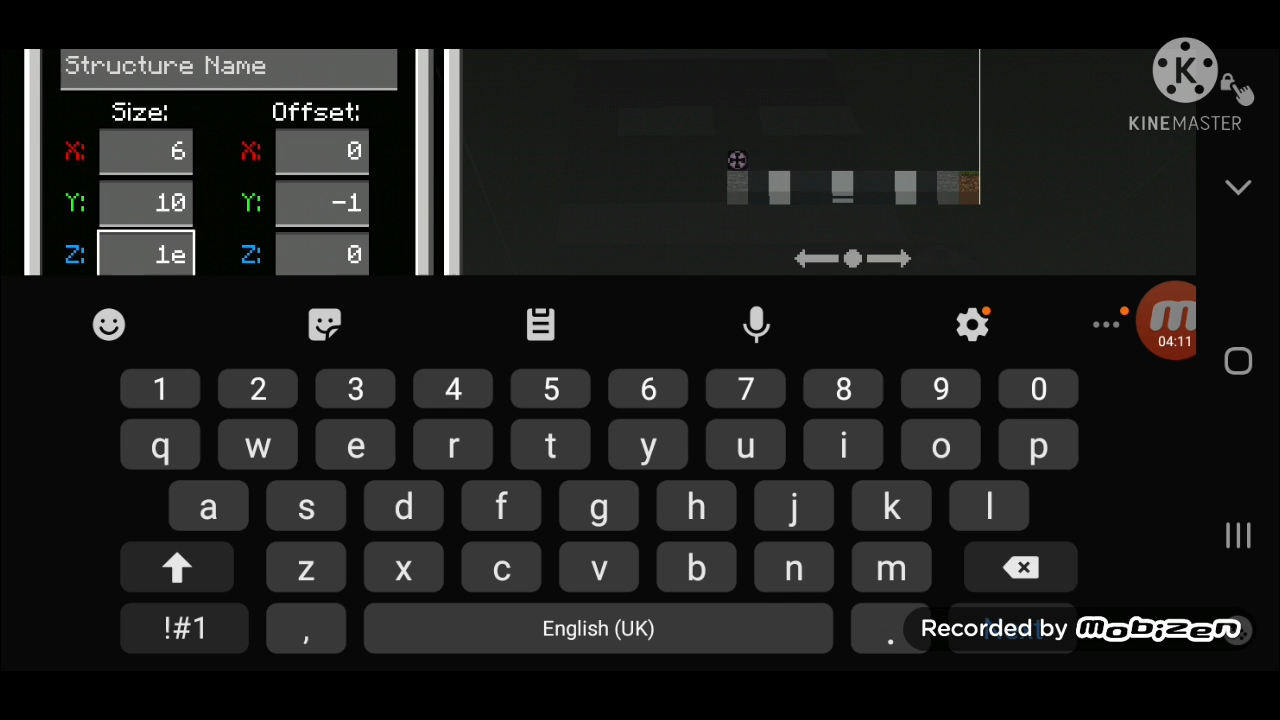 Structure Name
Size: Offset:
X: 6 X: 0
Y: 10 Y: -1
Z: 1e Z: 0
K
KINEMASTER
m
04:11
1 2 3 4 5 6 7 8 9 0
q w e r t y u i o p
a s d f g h j k l
z x c v b n m
!#1 , English (UK) .
Recorded by mobizen